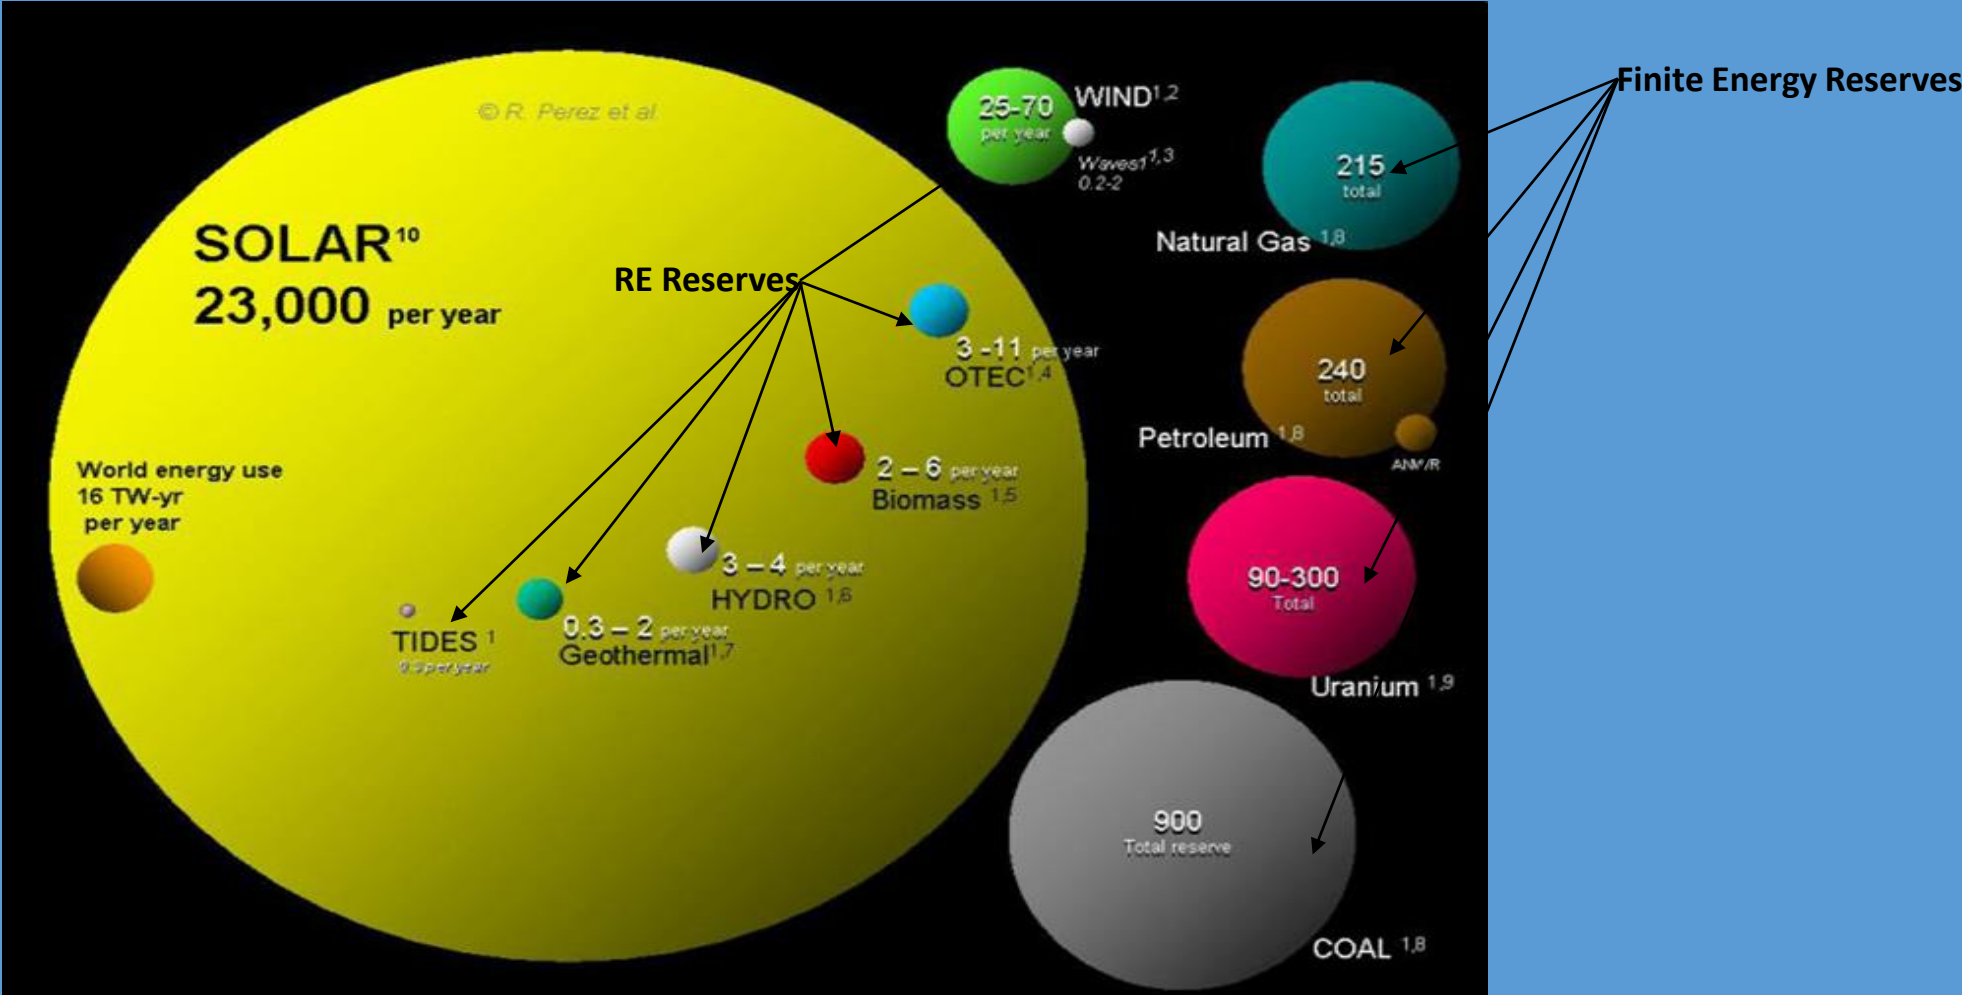 © R. Perez et al.
SOLAR10
23,000 per year
RE Reserves
World energy use
16 TW-yr
per year
TIDES 1
per year
0.3 – 2 per year
Geothermal1,7
3 – 4 per year
HYDRO 1,6
2 – 6 per year
Biomass 1,5
3 -11 per year
OTEC1,4
25-70
per year
WIND1,2
Waves1 1,3
0.2-2
215
total
Natural Gas 1,8
240
total
Petroleum 1,8
90-300
Total
Uranium 1,9
900
Total reserve
COAL 1,8
Finite Energy Reserves